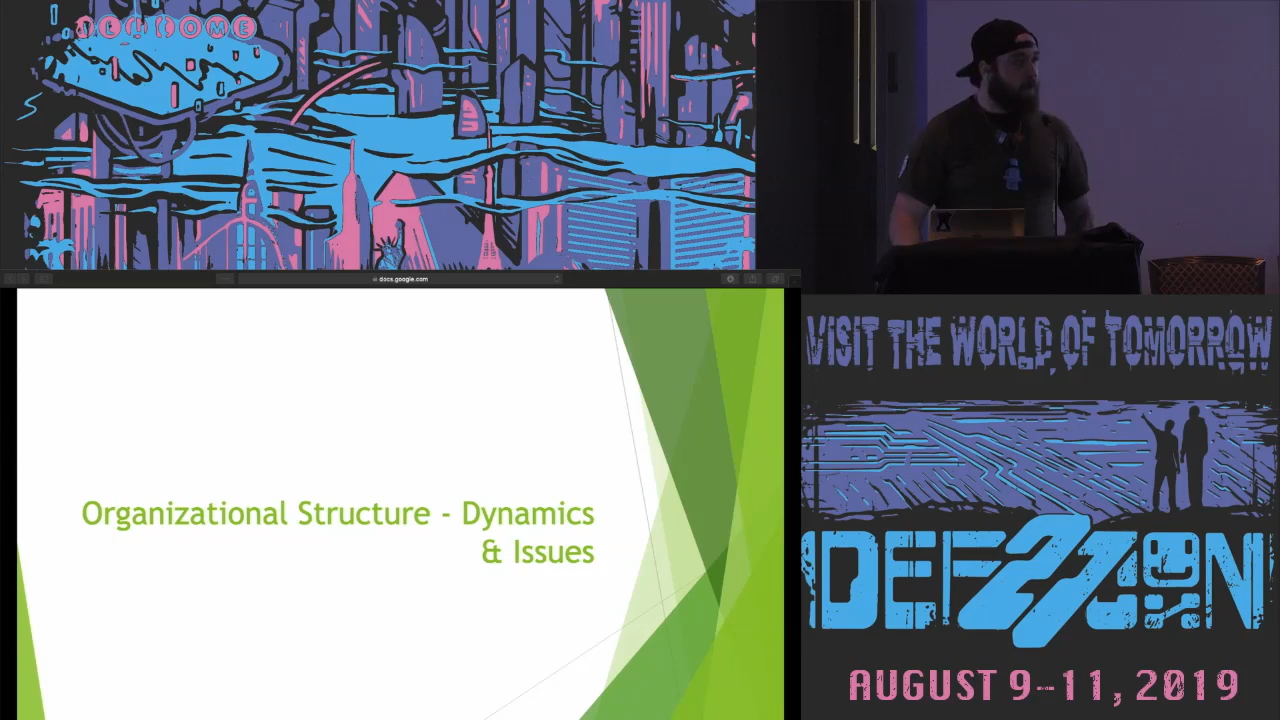 WELCOME
docs.google.com
Organizational Structure - Dynamics
& Issues
VISIT THE WORLD OF TOMORROW
DEF CON 27
AUGUST 9-11, 2019